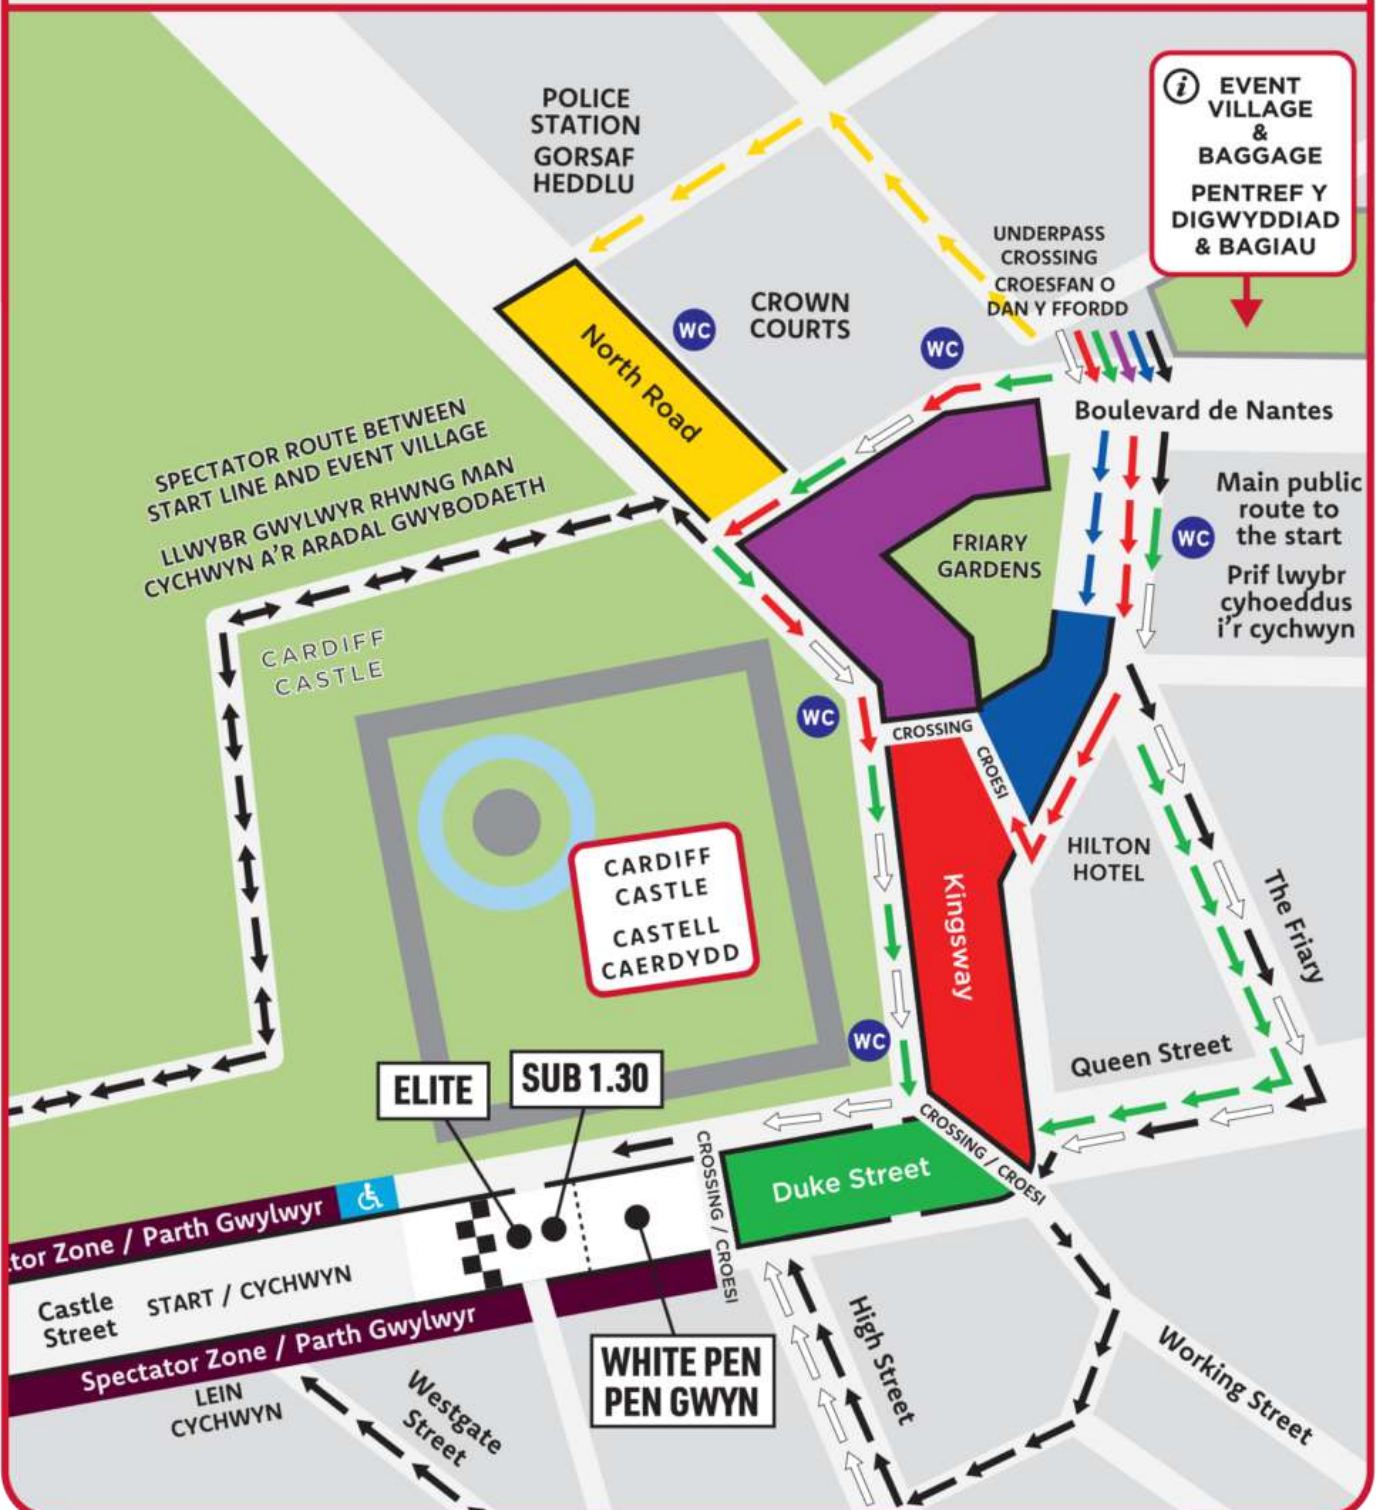 POLICE
STATION
GORSAF
HEDDLU
EVENT
VILLAGE
&
BAGGAGE
PENTREF Y
DIGWYDDIAD
& BAGIAU
UNDERPASS
CROSSING
CROESFAN O
DAN Y FFORDD
CROWN
COURTS
WC
WC
North Road
Boulevard de Nantes
SPECTATOR ROUTE BETWEEN
START LINE AND EVENT VILLAGE
LLWYBR GWYLWYR RHWNG MAN
CYCHWYN A'R ARADAL GWYBODAETH
Main public
route to
the start
Prif lwybr
cyhoeddus
i'r cychwyn
WC
FRIARY
GARDENS
CARDIFF
CASTLE
WC
CROSSING
CROESI
HILTON
HOTEL
CARDIFF
CASTLE
CASTELL
CAERDYDD
Kingsway
The Friary
WC
Queen Street
ELITE
SUB 1.30
CROSSING / CROESI
Duke Street
CROSSING / CROESI
tor Zone / Parth Gwylwyr
START / CYCHWYN
Castle
Street
Spectator Zone / Parth Gwylwyr
LEIN
CYCHWYN
Westgate
Street
WHITE PEN
PEN GWYN
High Street
Working Street